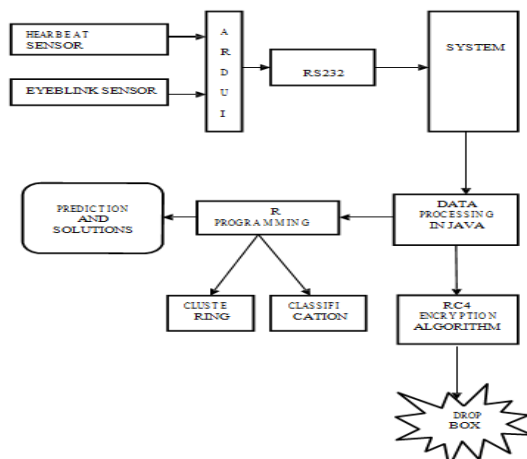 HEARBEAT
SENSOR
EYEBLINK SENSOR
A
R
D
U
I
RS232
SYSTEM
PREDICTION
AND
SOLUTIONS
R
PROGRAMMING
DATA
PROCESSING
IN JAVA
CLUSTE
RING
CLASSIFI
CATION
RC4
ENCRYPTION
ALGORITHM
DROP
BOX